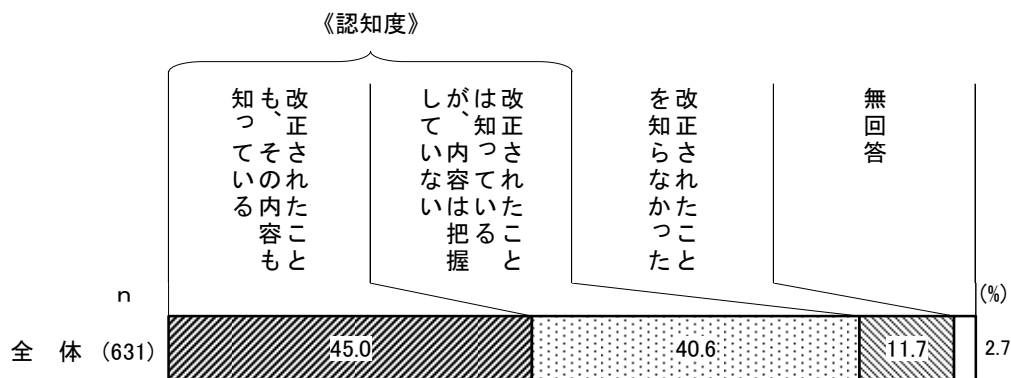 《認知度》
改正されたこと
も、その内容も
知っている
改正されたこと
は知っている
が、内容は把握
していない
改正されたこと
を知らなかった
無回答
n
(%)
全 体 (631) 45.0 40.6 11.7 2.7